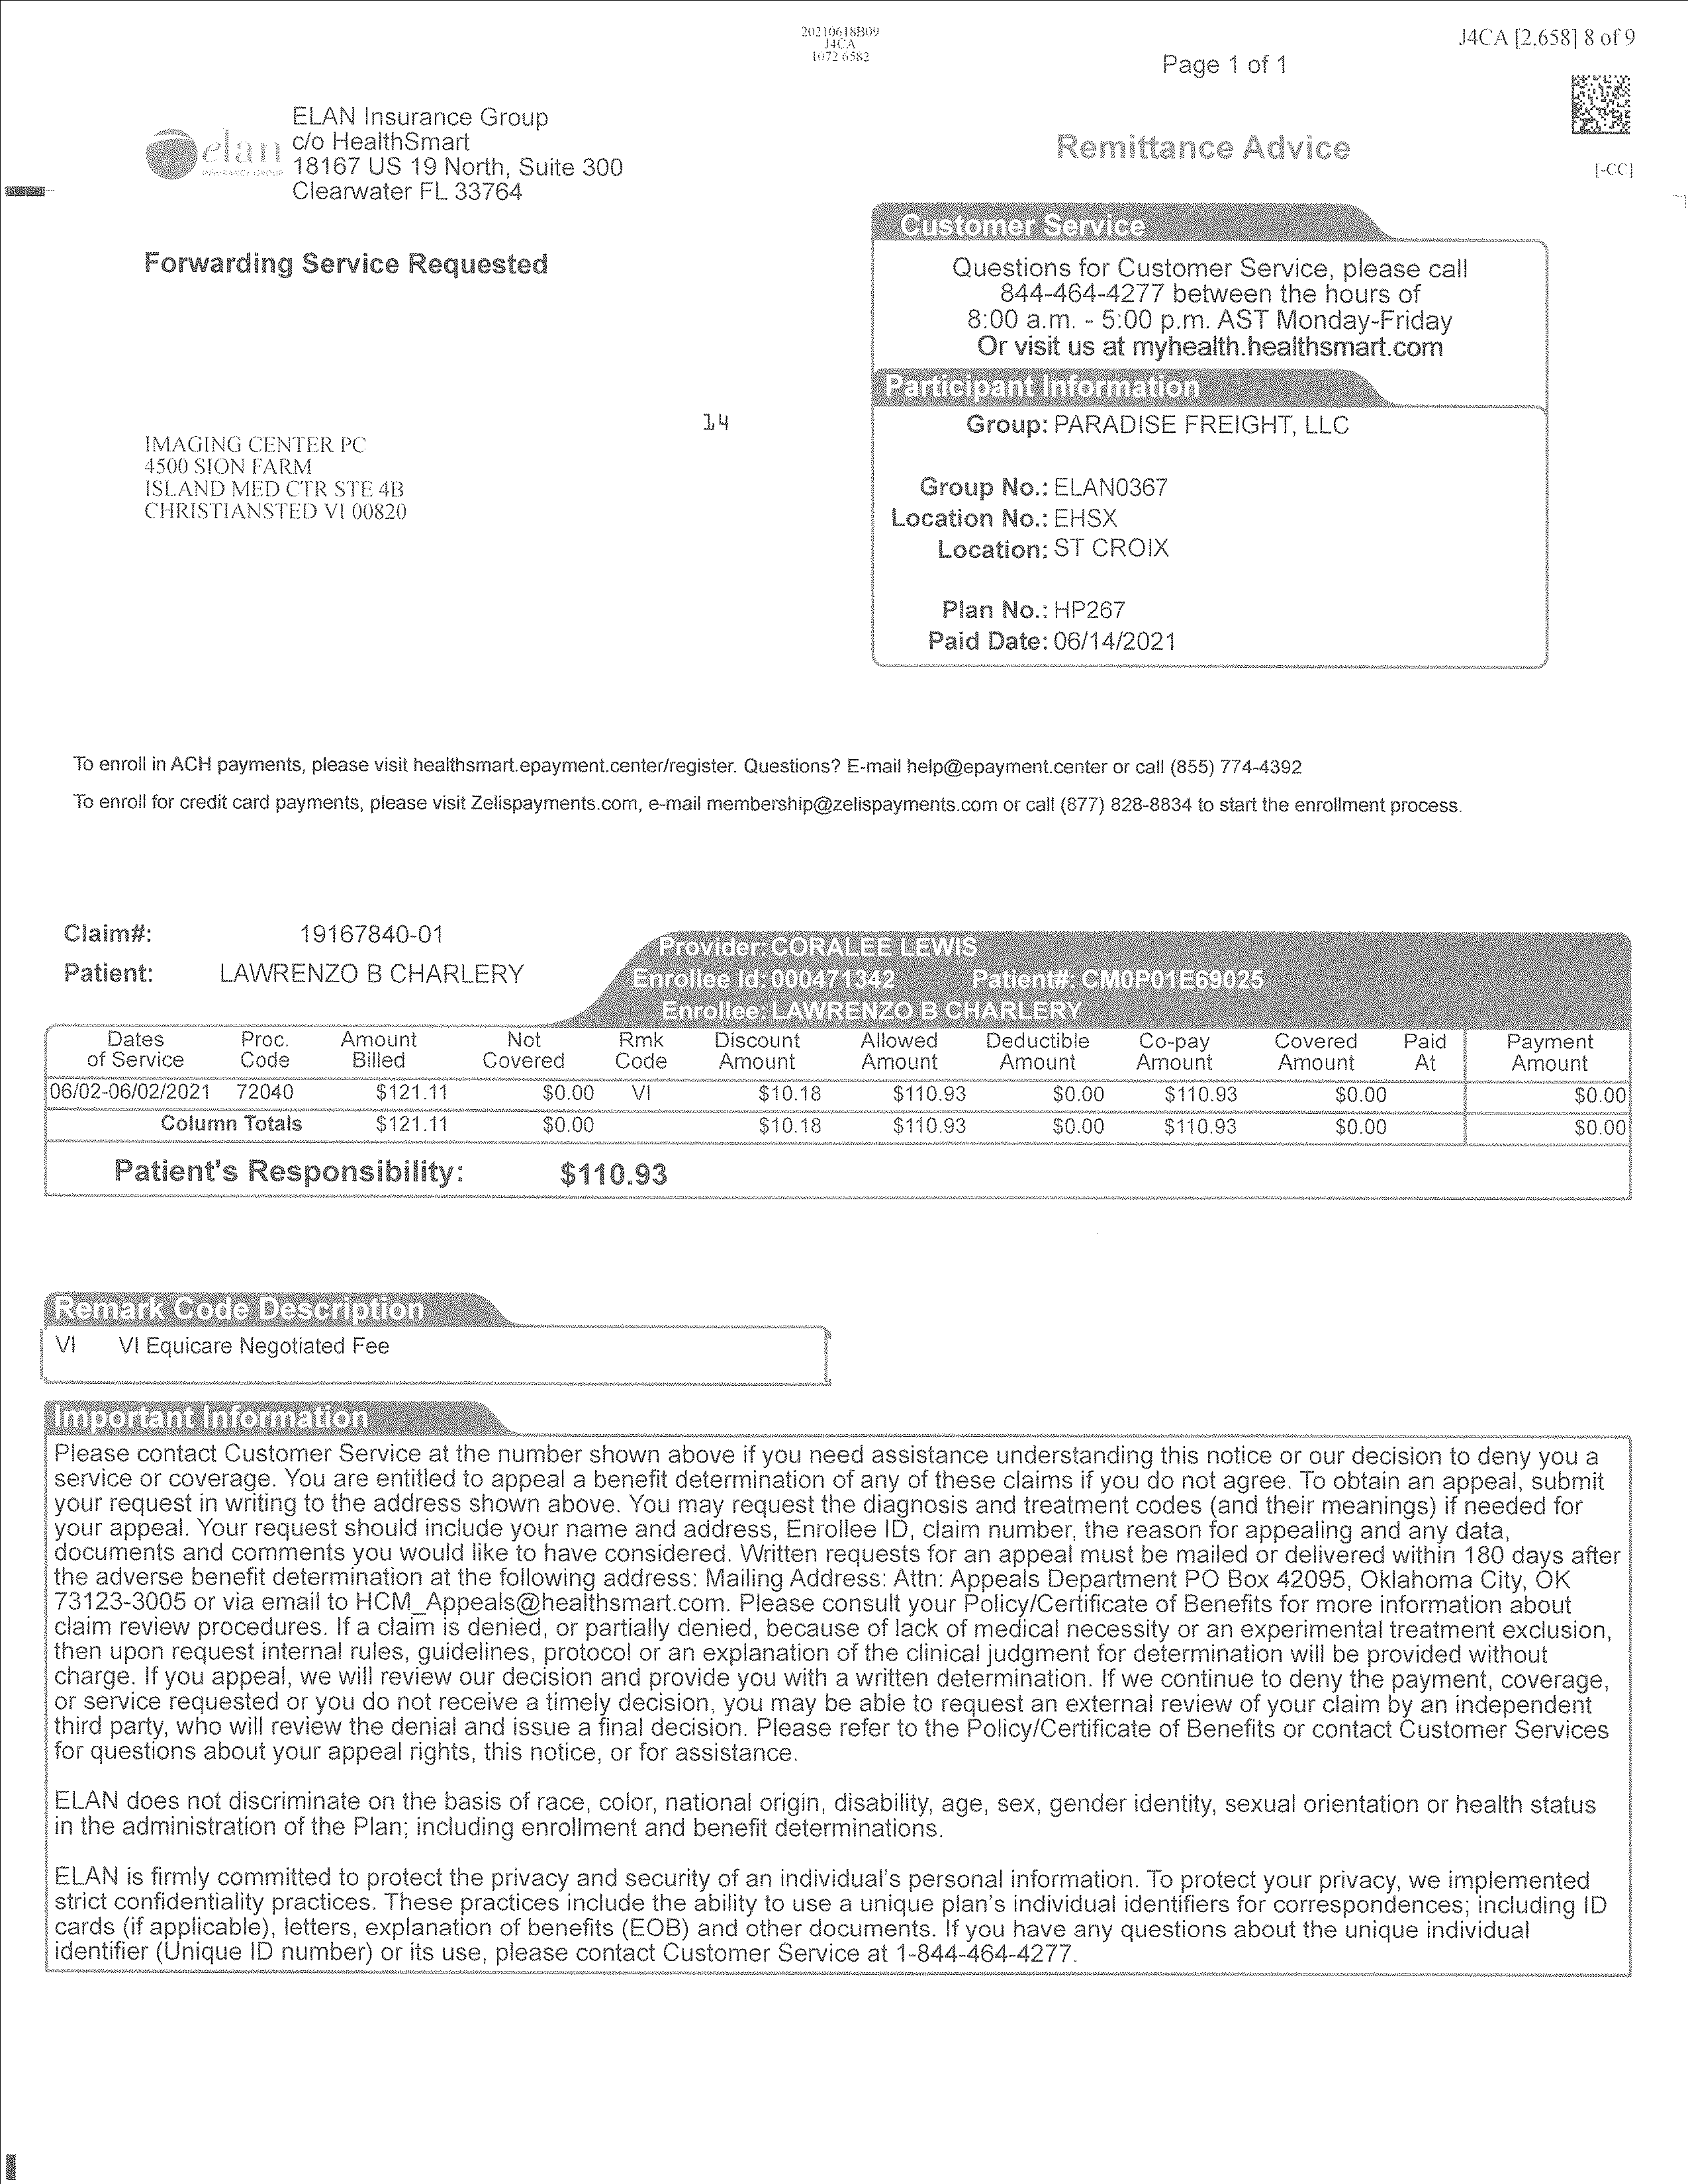 20210618B09
J4CA
1072 6582
J4CA [2,658] 8 of 9
Page 1 of 1
ELAN Insurance Group
c/o HealthSmart
18167 US 19 North, Suite 300
Clearwater FL 33764
elan
INSURANCE GROUP
Remittance Advice
[-CC]
Forwarding Service Requested
Customer Service
Questions for Customer Service, please call
844-464-4277 between the hours of
8:00 a.m. - 5:00 p.m. AST Monday-Friday
Or visit us at myhealth.healthsmart.com
Participant Information
Group: PARADISE FREIGHT, LLC
Group No.: ELAN0367
Location No.: EHSX
Location: ST CROIX
Plan No.: HP267
Paid Date: 06/14/2021
14
IMAGING CENTER PC
4500 SION FARM
ISLAND MED CTR STE 4B
CHRISTIANSTED VI 00820
To enroll in ACH payments, please visit healthsmart.epayment.center/register. Questions? E-mail help@epayment.center or call (855) 774-4392
To enroll for credit card payments, please visit Zelispayments.com, e-mail membership@zelispayments.com or call (877) 828-8834 to start the enrollment process.
Claim#: 19167840-01
Patient: LAWRENZO B CHARLERY
Provider: CORALEE LEWIS
Enrollee Id: 000471342 Patient#: CM0P01E69025
Enrollee: LAWRENZO B CHARLERY
Dates Proc. Amount Not Rmk Discount Allowed Deductible Co-pay Covered Paid Payment
of Service Code Billed Covered Code Amount Amount Amount Amount Amount At Amount
06/02-06/02/2021 72040 $121.11 $0.00 VI $10.18 $110.93 $0.00 $110.93 $0.00 $0.00
Column Totals $121.11 $0.00 $10.18 $110.93 $0.00 $110.93 $0.00 $0.00
Patient's Responsibility: $110.93
Remark Code Description
VI VI Equicare Negotiated Fee
Important Information
Please contact Customer Service at the number shown above if you need assistance understanding this notice or our decision to deny you a
service or coverage. You are entitled to appeal a benefit determination of any of these claims if you do not agree. To obtain an appeal, submit
your request in writing to the address shown above. You may request the diagnosis and treatment codes (and their meanings) if needed for
your appeal. Your request should include your name and address, Enrollee ID, claim number, the reason for appealing and any data,
documents and comments you would like to have considered. Written requests for an appeal must be mailed or delivered within 180 days after
the adverse benefit determination at the following address: Mailing Address: Attn: Appeals Department PO Box 42095, Oklahoma City, OK
73123-3005 or via email to HCM_Appeals@healthsmart.com. Please consult your Policy/Certificate of Benefits for more information about
claim review procedures. If a claim is denied, or partially denied, because of lack of medical necessity or an experimental treatment exclusion,
then upon request internal rules, guidelines, protocol or an explanation of the clinical judgment for determination will be provided without
charge. If you appeal, we will review our decision and provide you with a written determination. If we continue to deny the payment, coverage,
or service requested or you do not receive a timely decision, you may be able to request an external review of your claim by an independent
third party, who will review the denial and issue a final decision. Please refer to the Policy/Certificate of Benefits or contact Customer Services
for questions about your appeal rights, this notice, or for assistance.
ELAN does not discriminate on the basis of race, color, national origin, disability, age, sex, gender identity, sexual orientation or health status
in the administration of the Plan; including enrollment and benefit determinations.
ELAN is firmly committed to protect the privacy and security of an individual's personal information. To protect your privacy, we implemented
strict confidentiality practices. These practices include the ability to use a unique plan's individual identifiers for correspondences; including ID
cards (if applicable), letters, explanation of benefits (EOB) and other documents. If you have any questions about the unique individual
identifier (Unique ID number) or its use, please contact Customer Service at 1-844-464-4277.